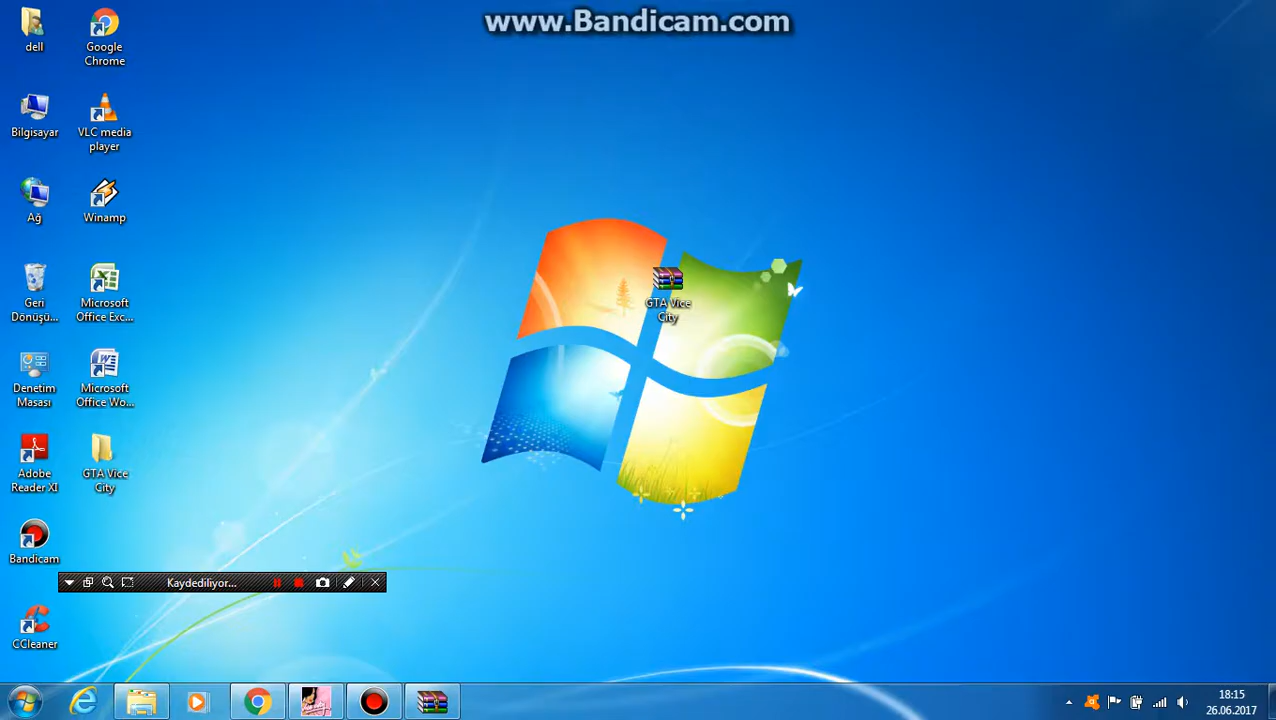 www.Bandicam.com
dell
Google
Chrome
Bilgisayar
VLC media
player
Ağ
Winamp
Geri
Dönüşü...
Microsoft
Office Exc...
GTA Vice
City
Denetim
Masası
Microsoft
Office Wo...
Adobe
Reader XI
GTA Vice
City
Bandicam
Kaydediliyor...
CCleaner
18:15
26.06.2017